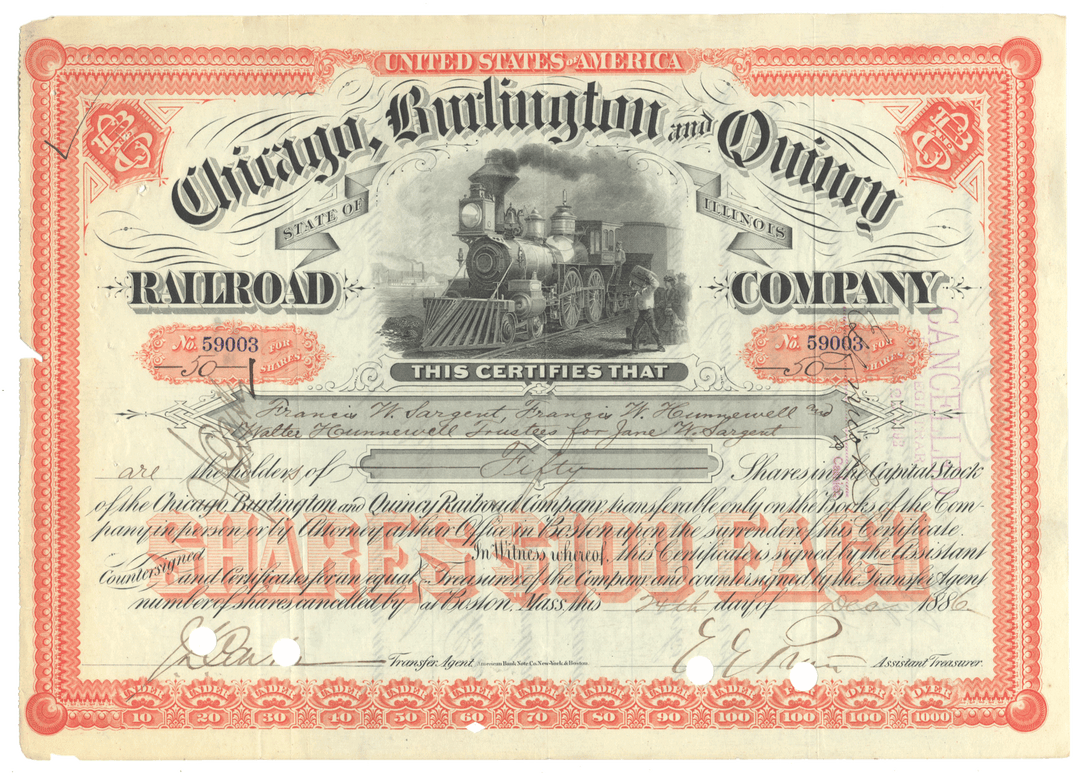 UNITED STATES OF AMERICA
Chicago, Burlington and Quincy
STATE OF ILLINOIS
RAILROAD COMPANY
No. 59003 FOR
50 SHARES
No. 59003 FOR
50 SHARES
THIS CERTIFIES THAT
Francis W. Sargent, Francis W. Hunnewell and
Walter Hunnewell Trustees for Jane W. Sargent
are the holders of Fifty Shares in the Capital Stock
of the Chicago, Burlington and Quincy Railroad Company transferable only on the Books of the Com-
pany in person or by Attorney at their Office in Boston upon the surrender of this Certificate
SHARES $100 EACH
Countersigned
and Certificates for an equal
number of shares cancelled by
In Witness whereof, this Certificate is signed by the Assistant
Treasurer of the Company and countersigned by the Transfer Agent
at Boston, Mass, this 24th day of Dec 1886
Transfer Agent
American Bank Note Co. New-York & Boston.
Assistant Treasurer.
UNDER 10 UNDER 20 UNDER 30 UNDER 40 UNDER 50 UNDER 60 UNDER 70 UNDER 80 UNDER 90 UNDER 100 OVER 100 OVER 100 OVER 1000
CANCELLED